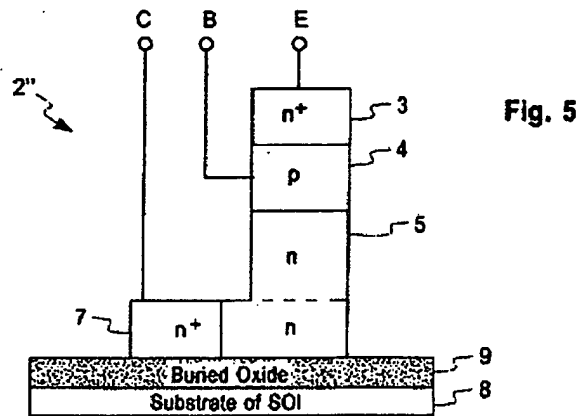 C B E
2''
n+ 3
Fig. 5
p 4
n 5
7 n+ n
Buried Oxide 9
Substrate of SOI 8